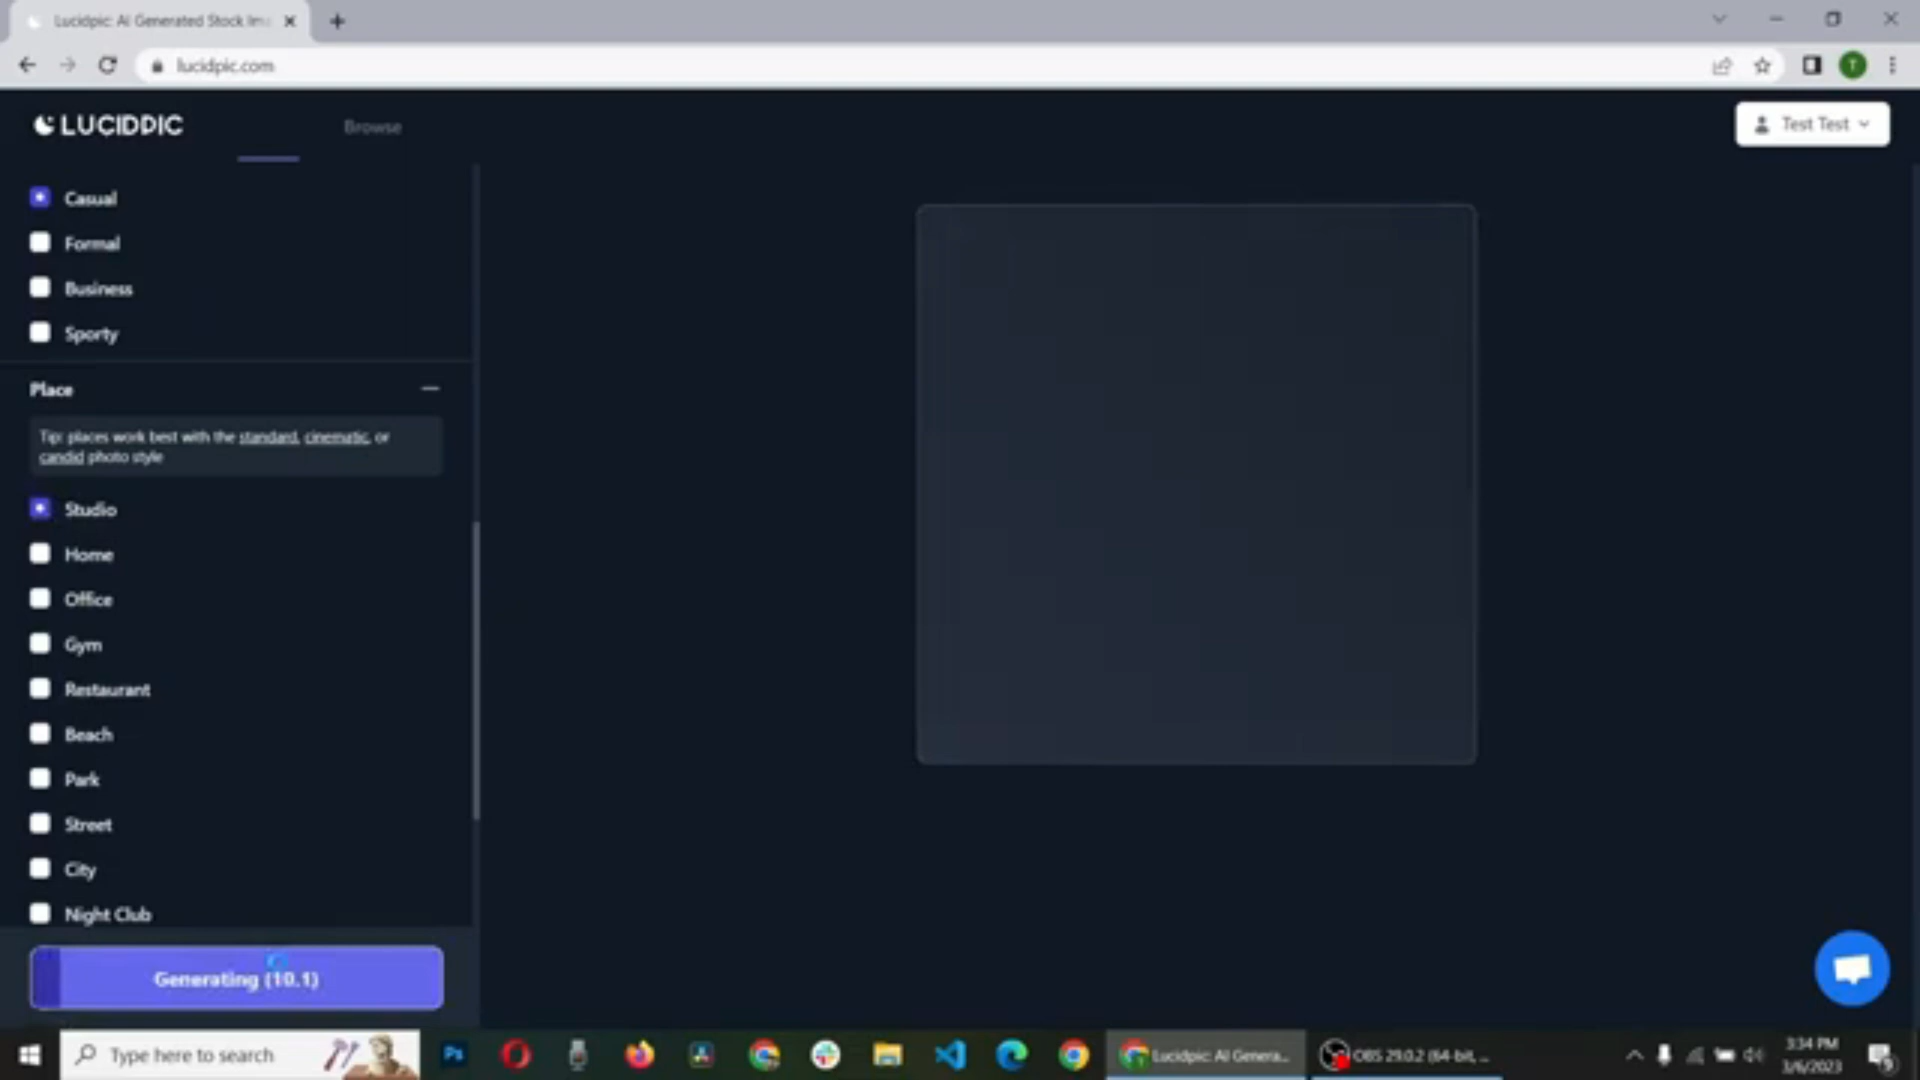 Lucidpic: AI Generated Stock Im
lucidpic.com
LUCIDPIC
Browse
Test Test
Casual
Formal
Business
Sporty
Place
Tip: places work best with the standard, cinematic, or
candid photo style
Studio
Home
Office
Gym
Restaurant
Beach
Park
Street
City
Night Club
Generating (10.1)
Type here to search
Ps
Lucidpic: AI Genera...
OBS 29.0.2 (64-bit, ...
3:34 PM
3/6/2023
T